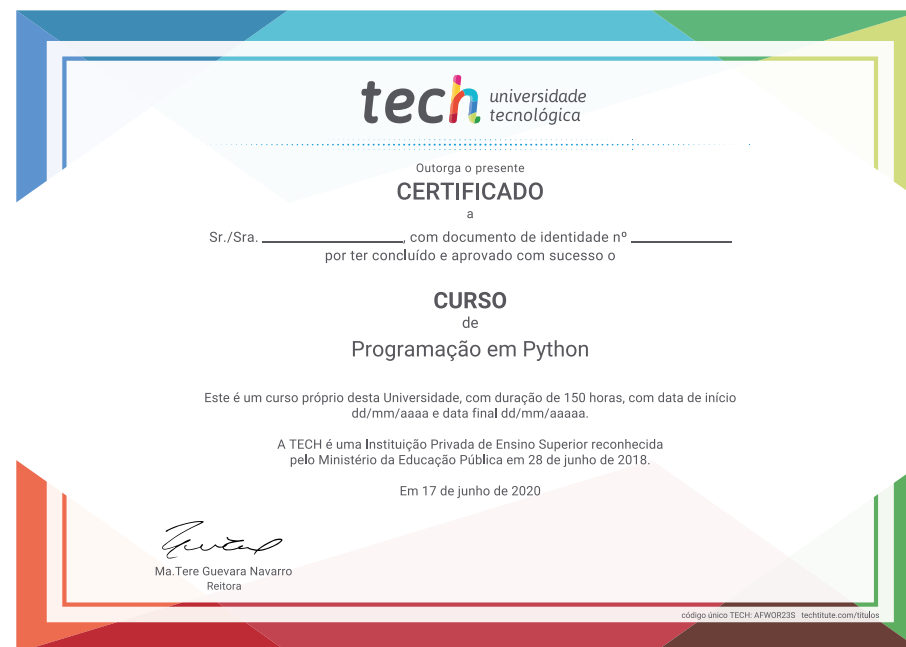 tech universidade
tecnológica
Outorga o presente
CERTIFICADO
a
Sr./Sra. ____________, com documento de identidade nº ____________
por ter concluído e aprovado com sucesso o
CURSO
de
Programação em Python
Este é um curso próprio desta Universidade, com duração de 150 horas, com data de início
dd/mm/aaaa e data final dd/mm/aaaaa.
A TECH é uma Instituição Privada de Ensino Superior reconhecida
pelo Ministério da Educação Pública em 28 de junho de 2018.
Em 17 de junho de 2020
Ma.Tere Guevara Navarro
Reitora
código único TECH: AFWOR23S techtitute.com/títulos